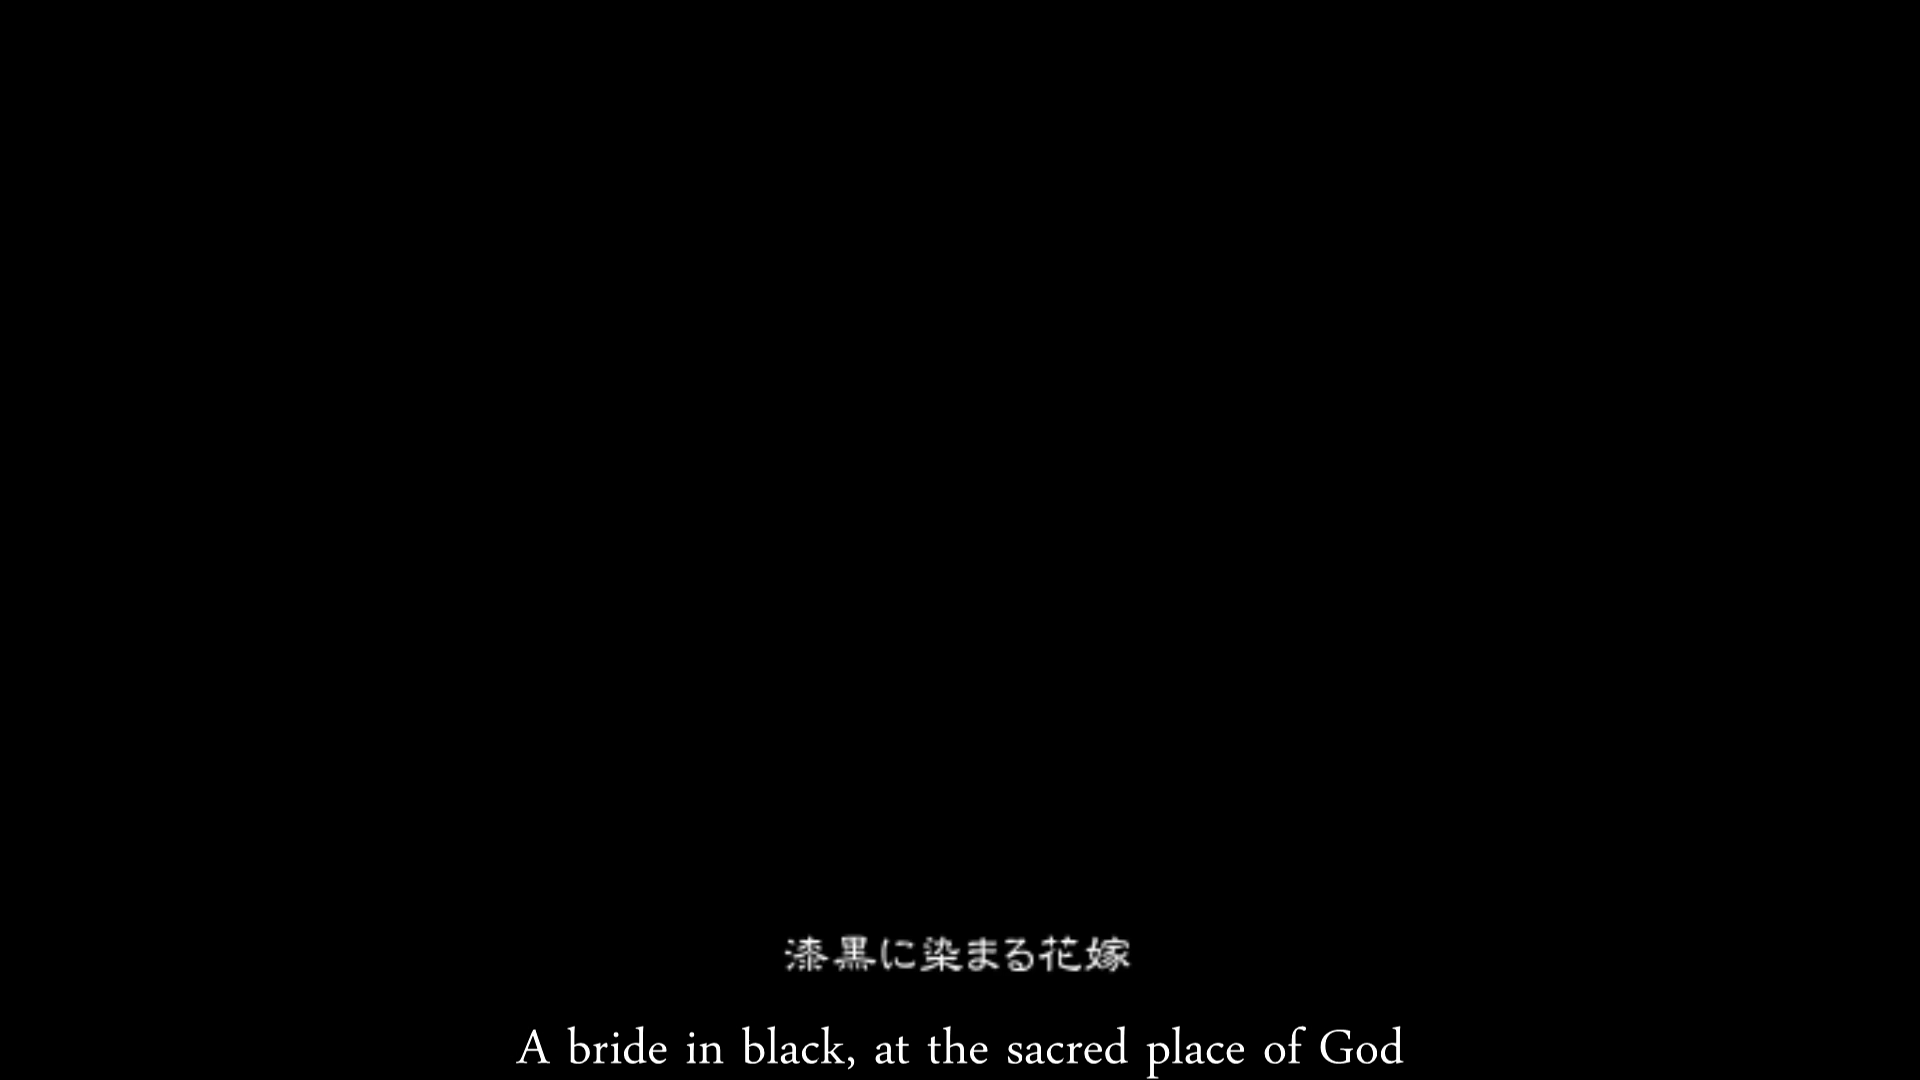 漆黒に染まる花嫁
A bride in black, at the sacred place of God